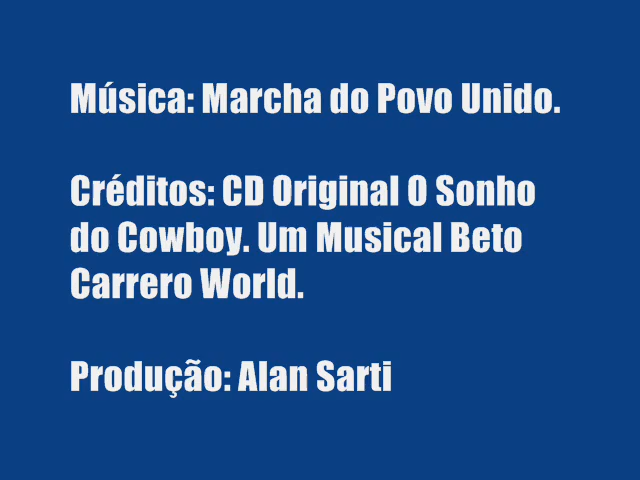 Música: Marcha do Povo Unido.
Créditos: CD Original O Sonho
do Cowboy. Um Musical Beto
Carrero World.
Produção: Alan Sarti